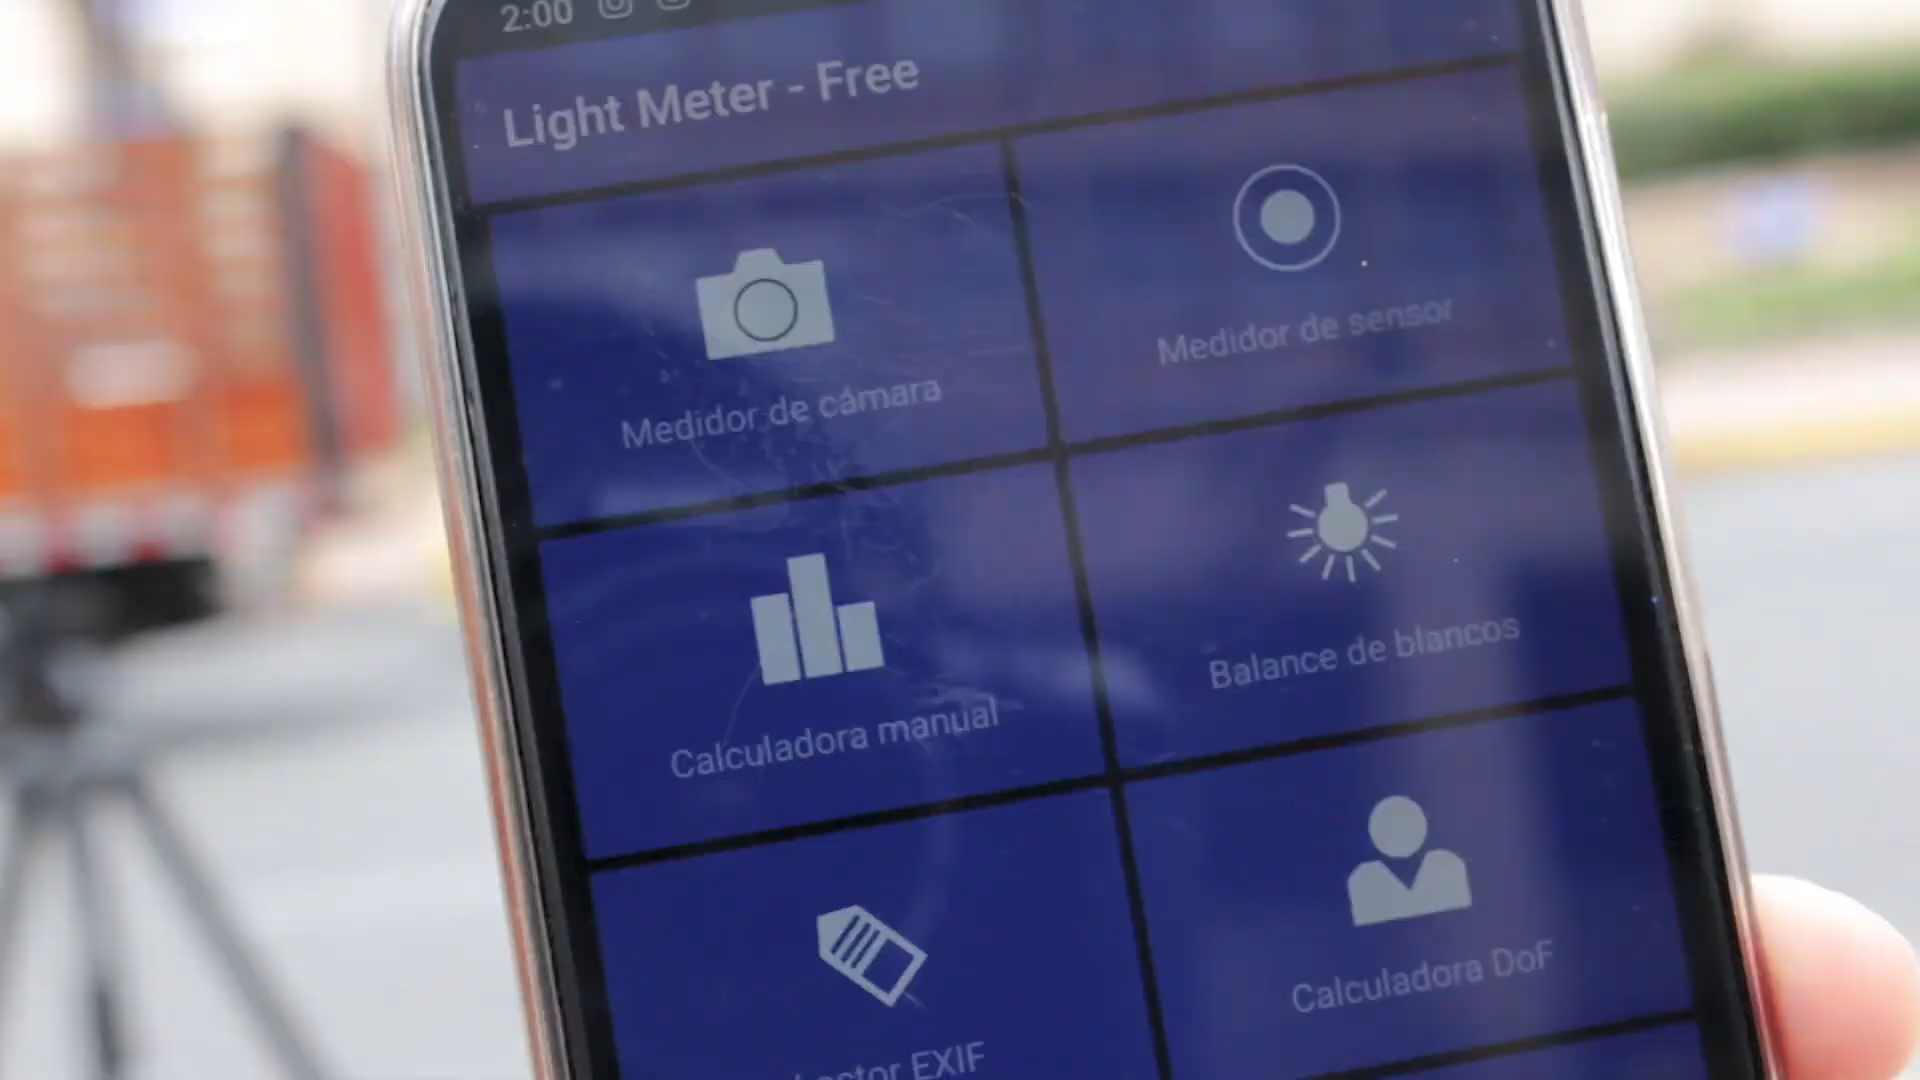 2:00
Light Meter - Free
Medidor de cámara
Medidor de sensor
Calculadora manual
Balance de blancos
EXIF
Calculadora DoF